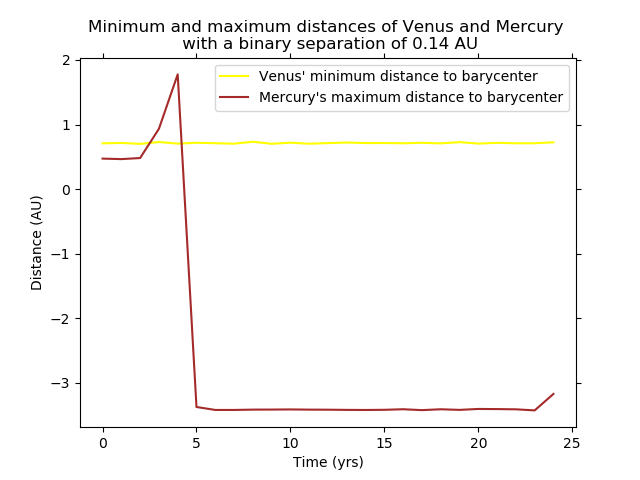 Minimum and maximum distances of Venus and Mercury
with a binary separation of 0.14 AU
Venus' minimum distance to barycenter
Mercury's maximum distance to barycenter
Distance (AU)
2
1
0
−1
−2
−3
0 5 10 15 20 25
Time (yrs)